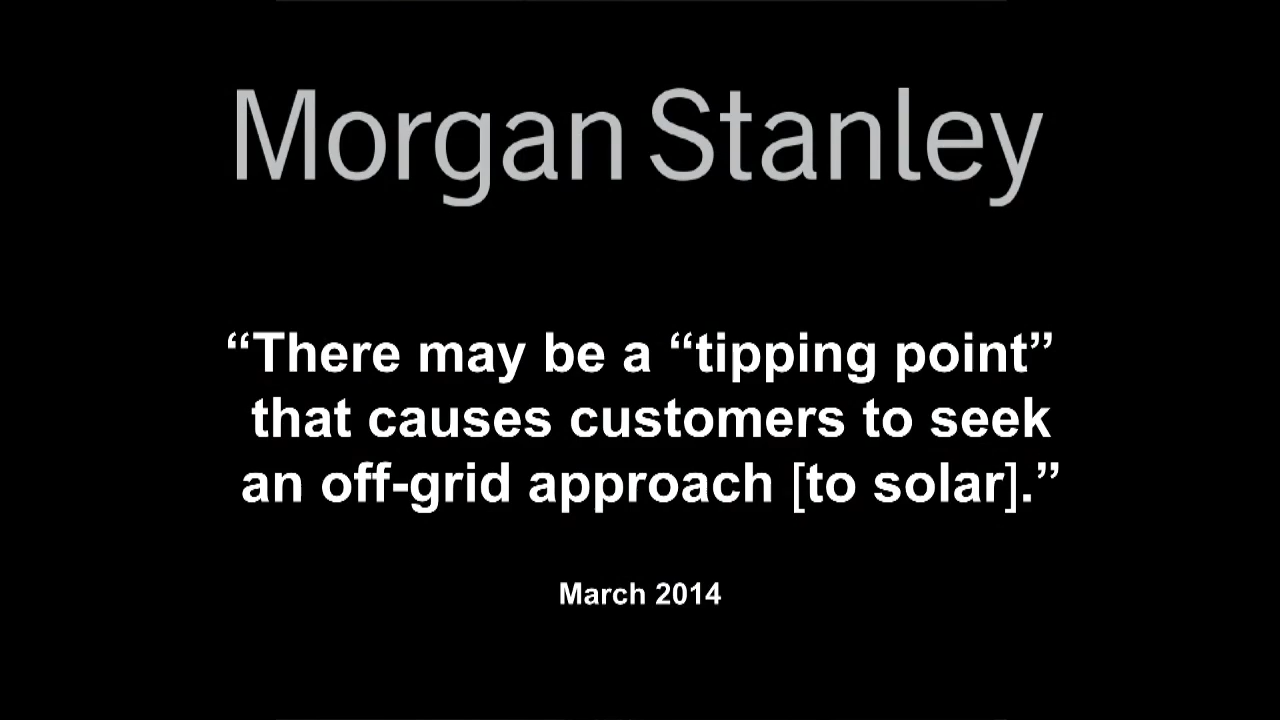 Morgan Stanley
“There may be a “tipping point”
that causes customers to seek
an off-grid approach [to solar].”
March 2014